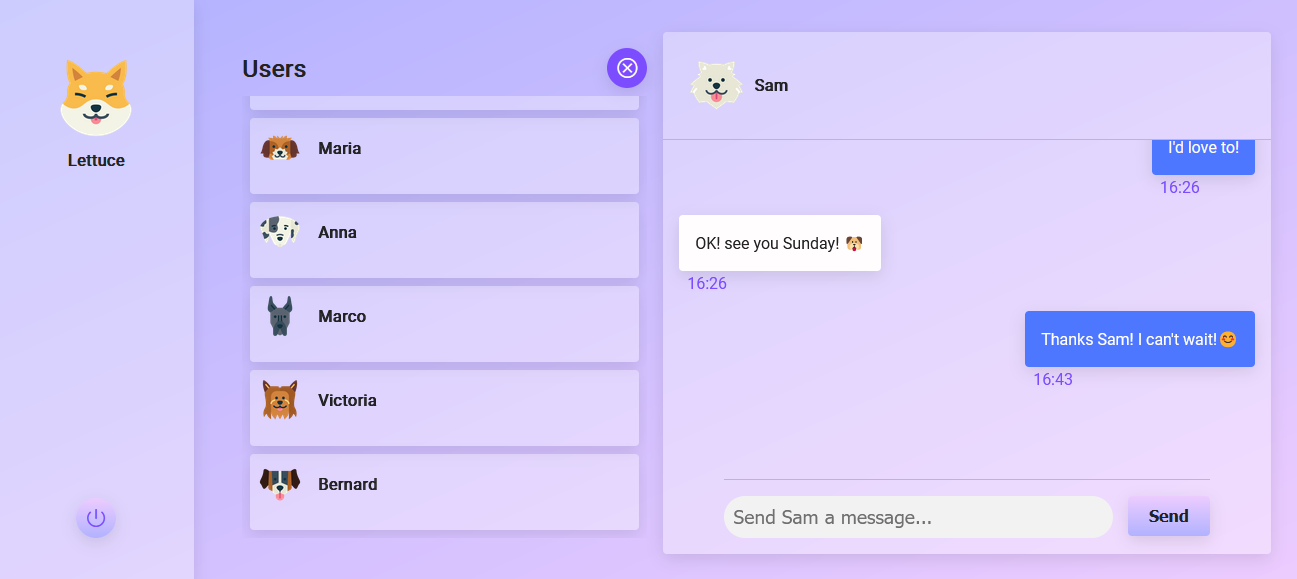 Lettuce
Users
Maria
Anna
Marco
Victoria
Bernard
Sam
I'd love to!
16:26
OK! see you Sunday! 🐶
16:26
Thanks Sam! I can't wait!😊
16:43
Send Sam a message...
Send